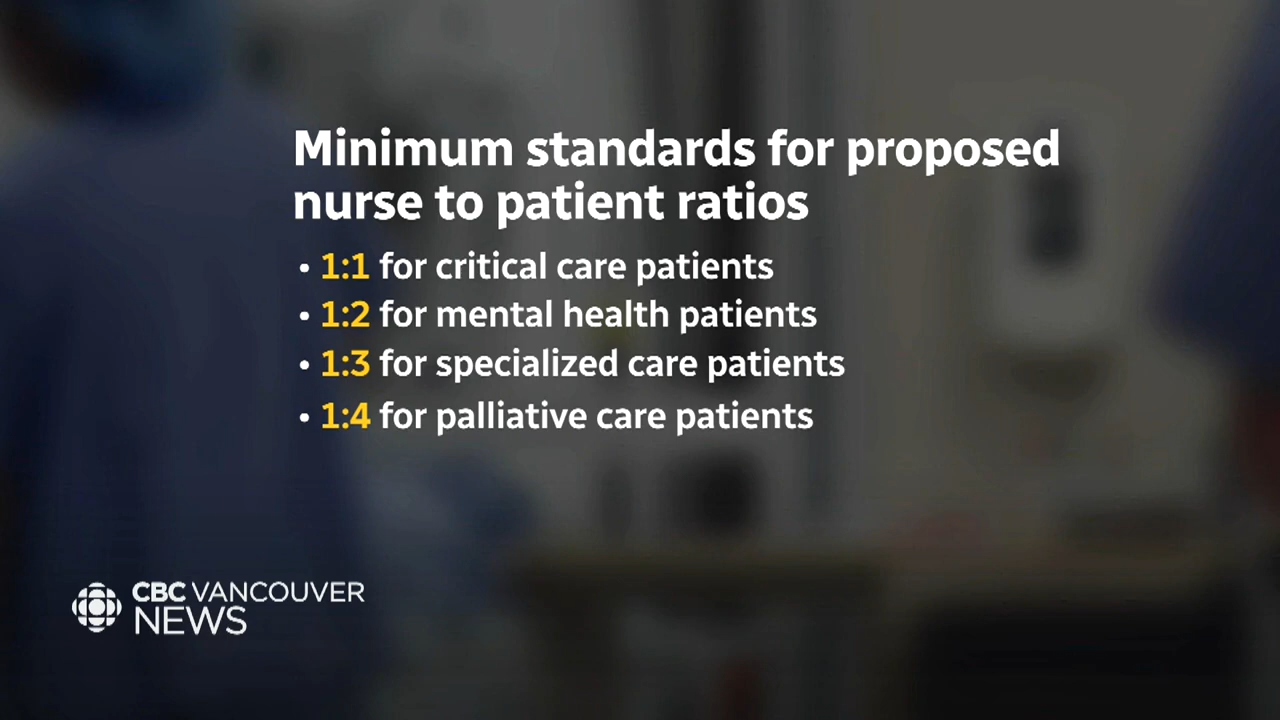 Minimum standards for proposed
nurse to patient ratios
• 1:1 for critical care patients
• 1:2 for mental health patients
• 1:3 for specialized care patients
• 1:4 for palliative care patients
CBC VANCOUVER
NEWS